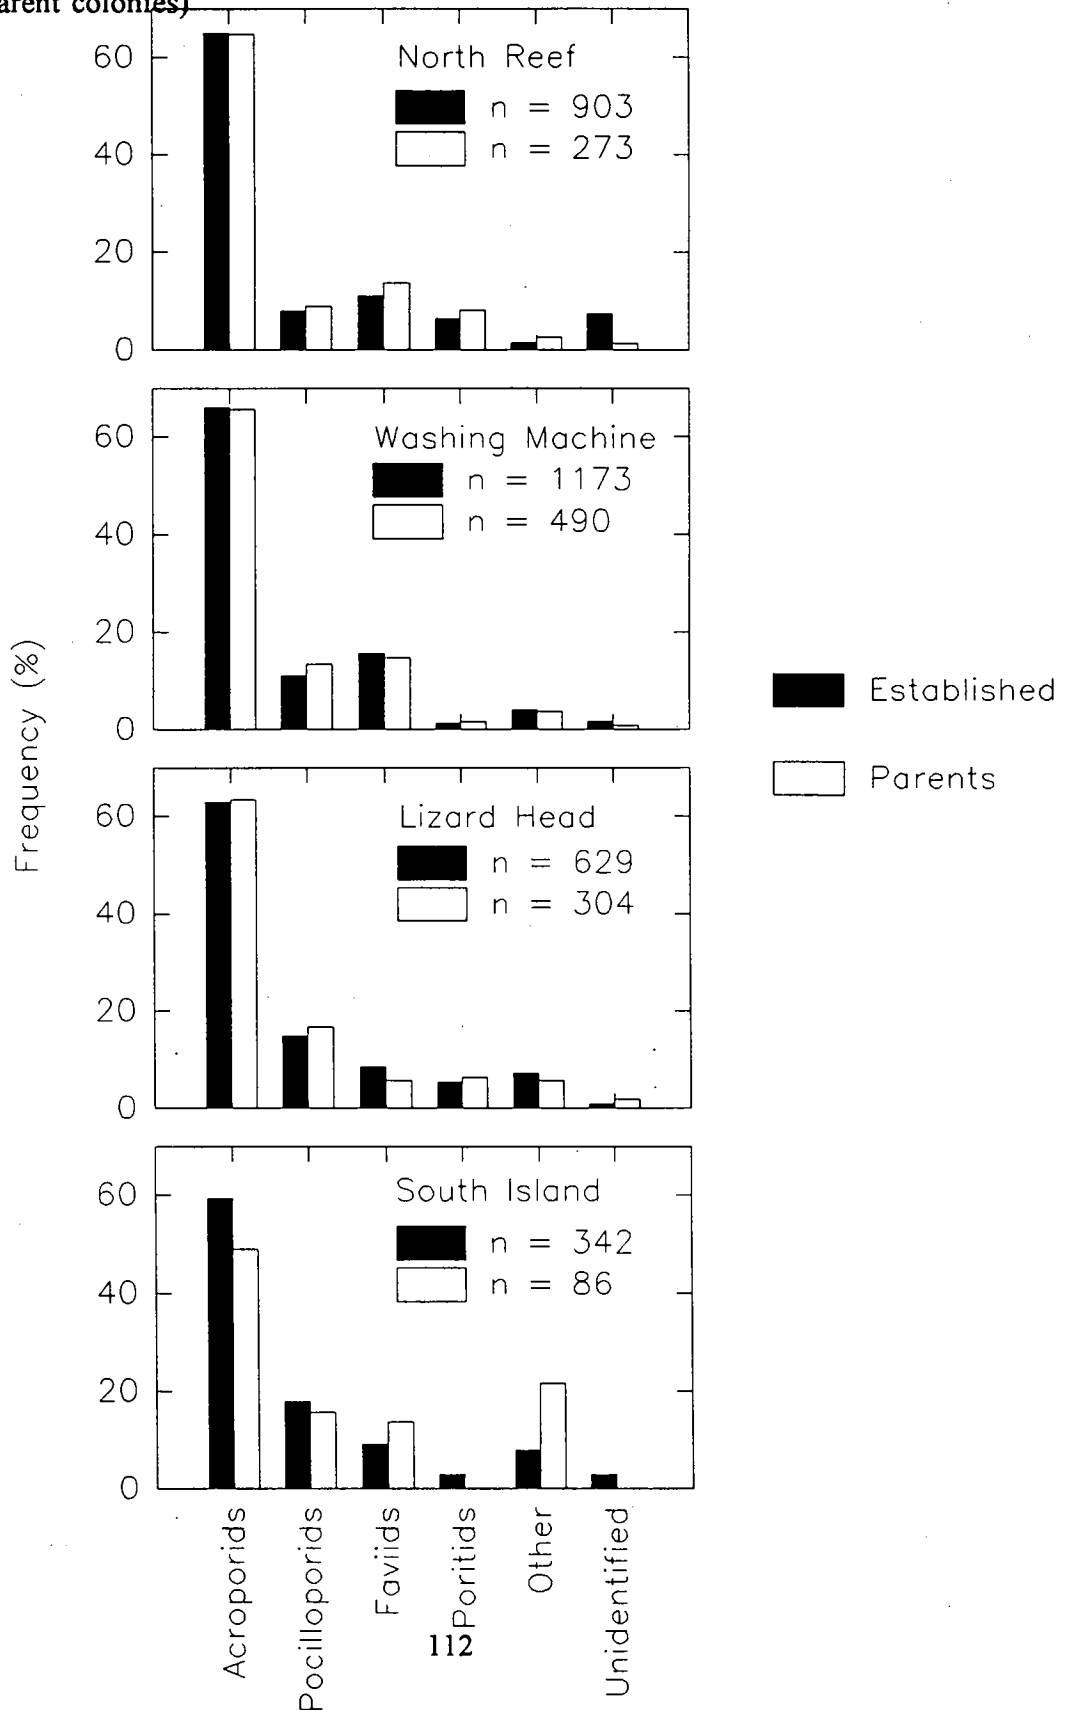 arent colonies)
60
40
20
0
North Reef
n = 903
n = 273
60
40
20
0
Washing Machine
n = 1173
n = 490
Frequency (%)
Established
Parents
60
40
20
0
Lizard Head
n = 629
n = 304
60
40
20
0
South Island
n = 342
n = 86
Acroporids
Pocilloporids
Faviids
Poritids
Other
Unidentified
112